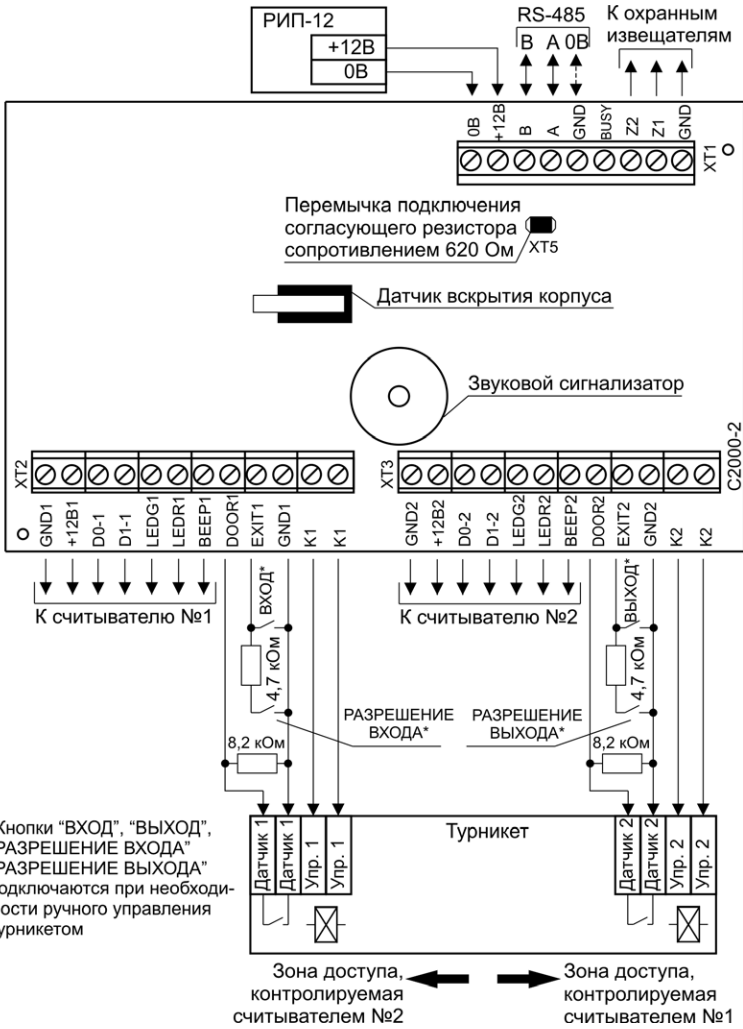 РИП-12
+12В
0В
RS-485
В А 0В
К охранным
извещателям
0В
+12В
B
A
GND
BUSY
Z2
Z1
GND
XT1
Перемычка подключения
согласующего резистора
сопротивлением 620 Ом
XT5
Датчик вскрытия корпуса
Звуковой сигнализатор
С2000-2
XT2
GND1
+12В1
D0-1
D1-1
LEDG1
LEDR1
BEEP1
DOOR1
EXIT1
GND1
K1
K1
XT3
GND2
+12В2
D0-2
D1-2
LEDG2
LEDR2
BEEP2
DOOR2
EXIT2
GND2
K2
K2
К считывателю №1
ВХОД*
4,7 кОм
К считывателю №2
ВЫХОД*
4,7 кОм
РАЗРЕШЕНИЕ
ВХОДА*
РАЗРЕШЕНИЕ
ВЫХОДА*
8,2 кОм
8,2 кОм
Кнопки “ВХОД”, “ВЫХОД”,
РАЗРЕШЕНИЕ ВХОДА”
РАЗРЕШЕНИЕ ВЫХОДА”
одключаются при необходи-
ости ручного управления
урникетом
Датчик 1
Датчик 1
Упр. 1
Упр. 1
Турникет
Датчик 2
Датчик 2
Упр. 2
Упр. 2
Зона доступа,
контролируемая
считывателем №2
Зона доступа,
контролируемая
считывателем №1